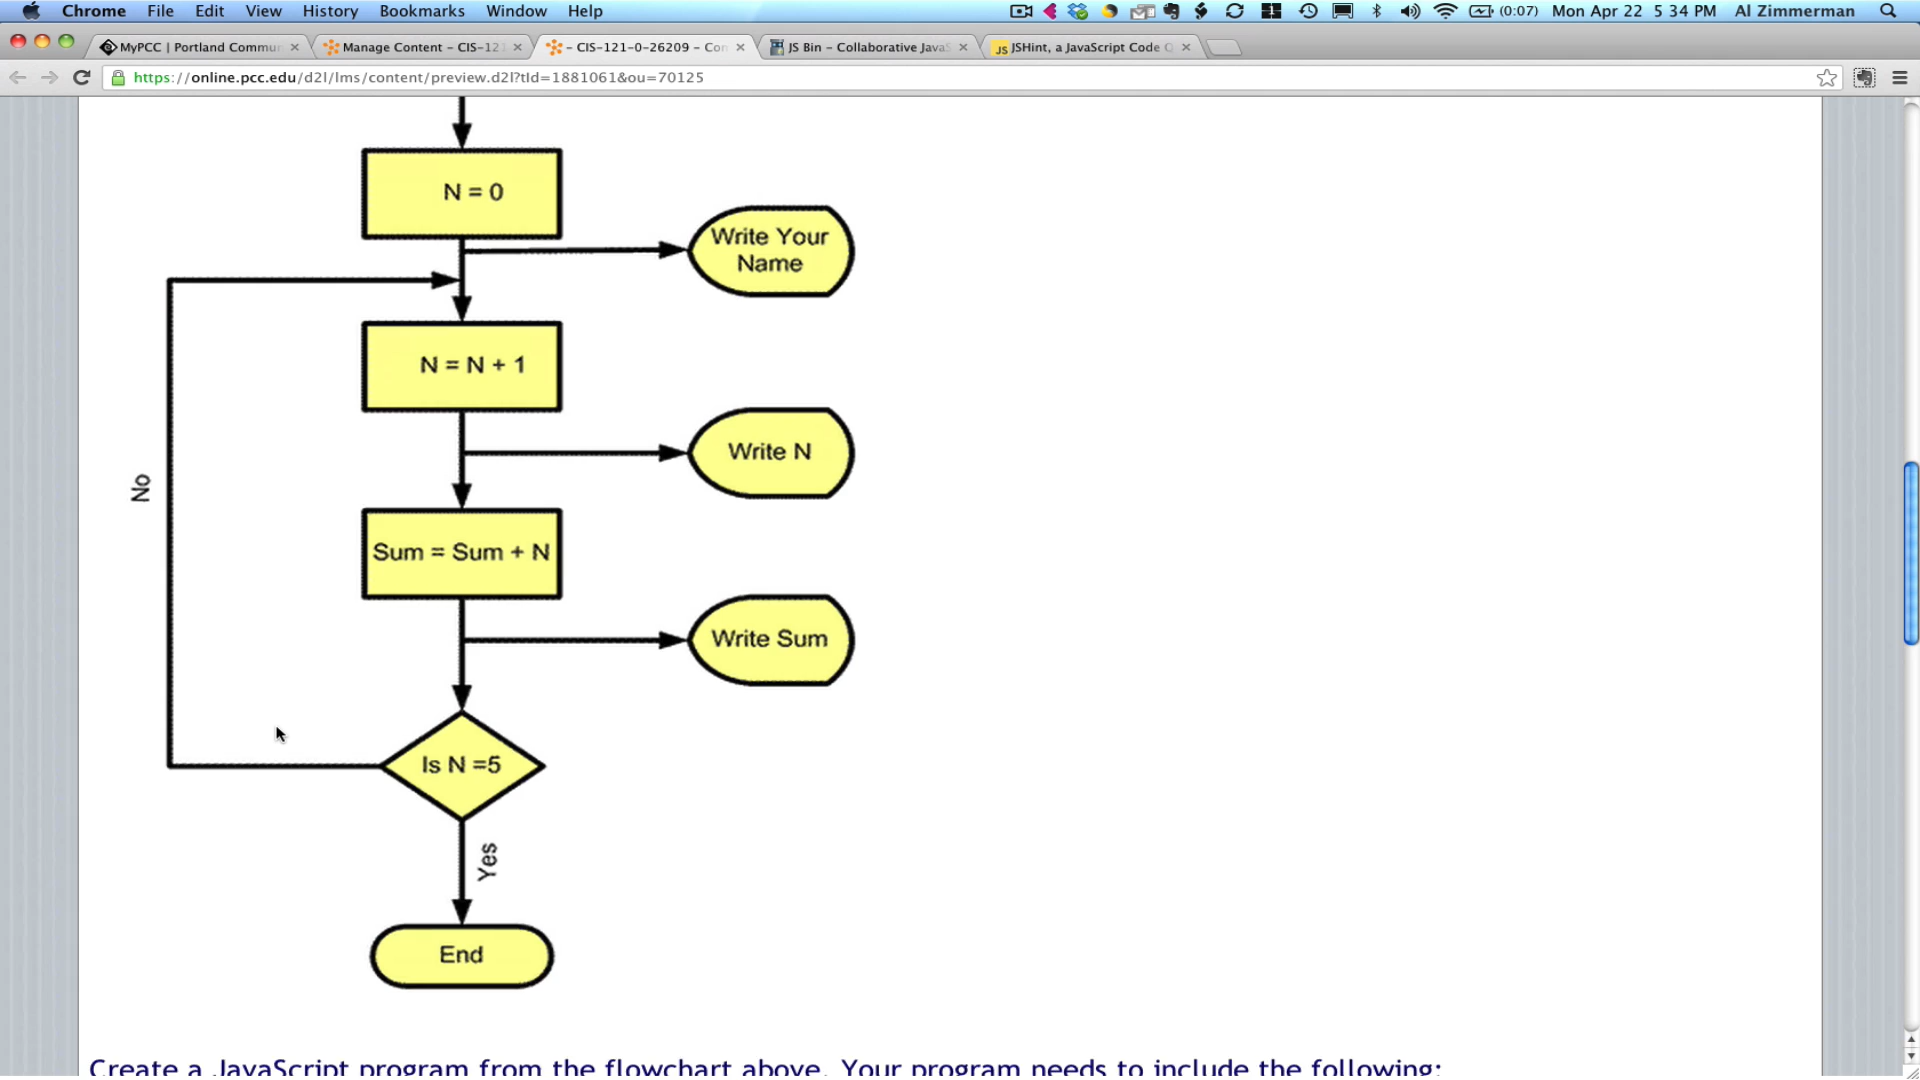 Chrome File Edit View History Bookmarks Window Help (0:07) Mon Apr 22 5:34 PM Al Zimmerman
MyPCC | Portland Commu
Manage Content – CIS-121
– CIS-121-0-26209 – Con
JS Bin – Collaborative JavaS
JSHint, a JavaScript Code Q
https://online.pcc.edu/d2l/lms/content/preview.d2l?tId=1881061&ou=70125
N = 0
Write Your
Name
N = N + 1
Write N
No
Sum = Sum + N
Write Sum
Is N =5
Yes
End
Create a JavaScript program from the flowchart above. Your program needs to include the following: